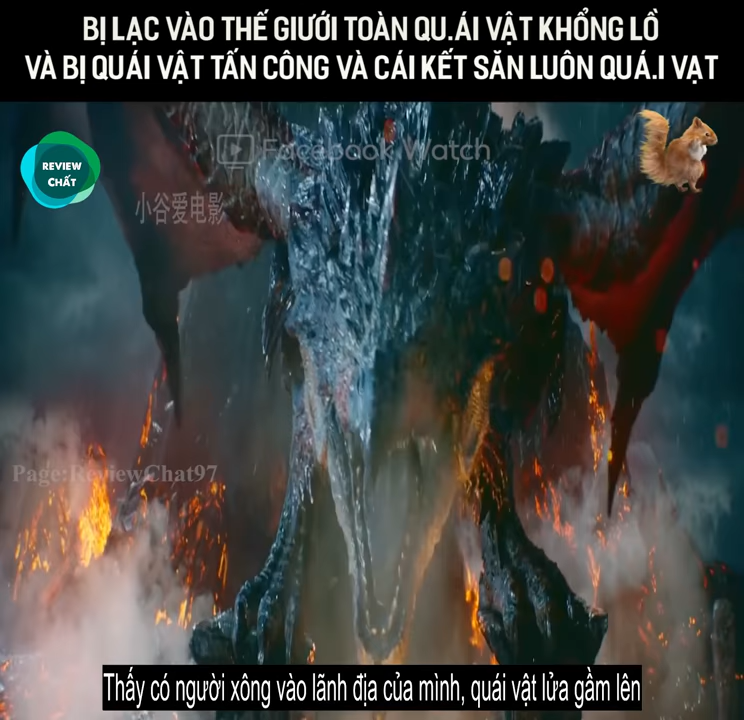 BỊ LẠC VÀO THẾ GIƯỚI TOÀN QU.ÁI VẬT KHỔNG LỒ
VÀ BỊ QUÁI VẬT TẤN CÔNG VÀ CÁI KẾT SĂN LUÔN QUÁ.I VẠT
Facebook Watch
REVIEW
CHẤT
小谷爱电影
Page:ReviewChat97
Thấy có người xông vào lãnh địa của mình, quái vật lửa gầm lên